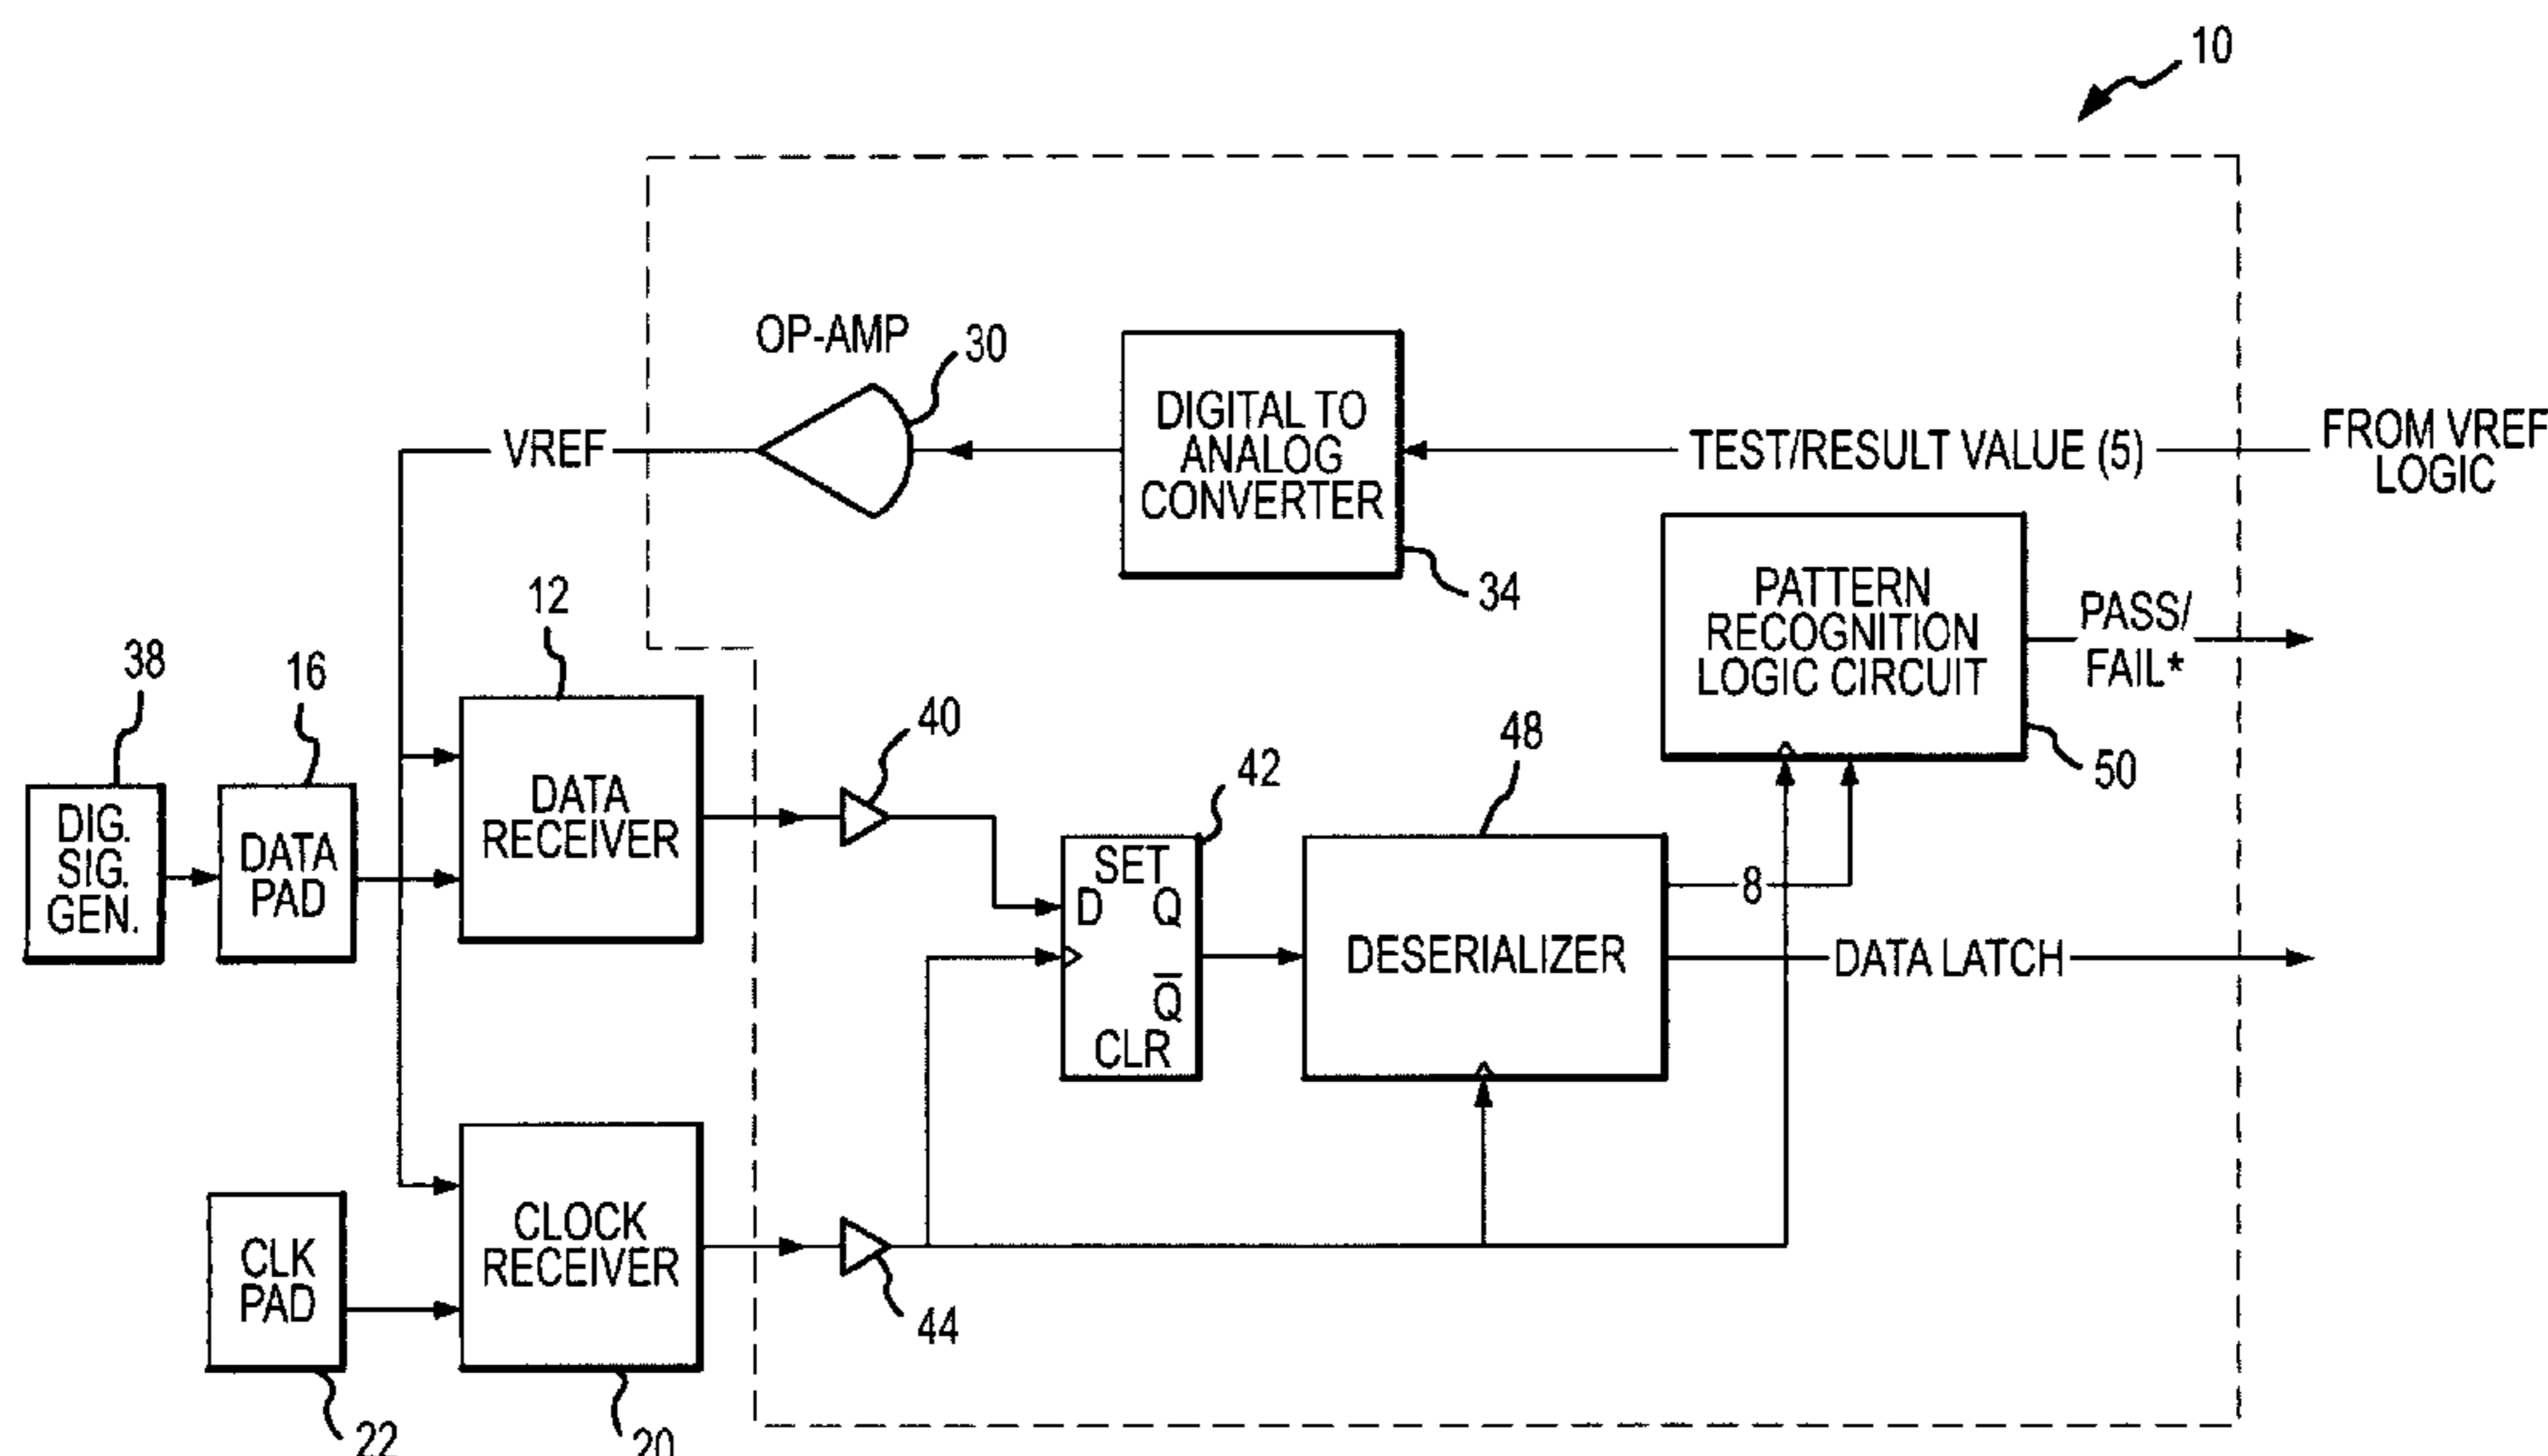 10
OP-AMP
30
DIGITAL TO
ANALOG
CONVERTER
34
VREF
TEST/RESULT VALUE (5)
FROM VREF
LOGIC
PATTERN
RECOGNITION
LOGIC CIRCUIT
50
PASS/
FAIL*
38
DIG.
SIG.
GEN.
16
DATA
PAD
12
DATA
RECEIVER
40
42
SET
D Q
Q̅
CLR
48
DESERIALIZER
8
DATA LATCH
CLK
PAD
22
CLOCK
RECEIVER
20
44